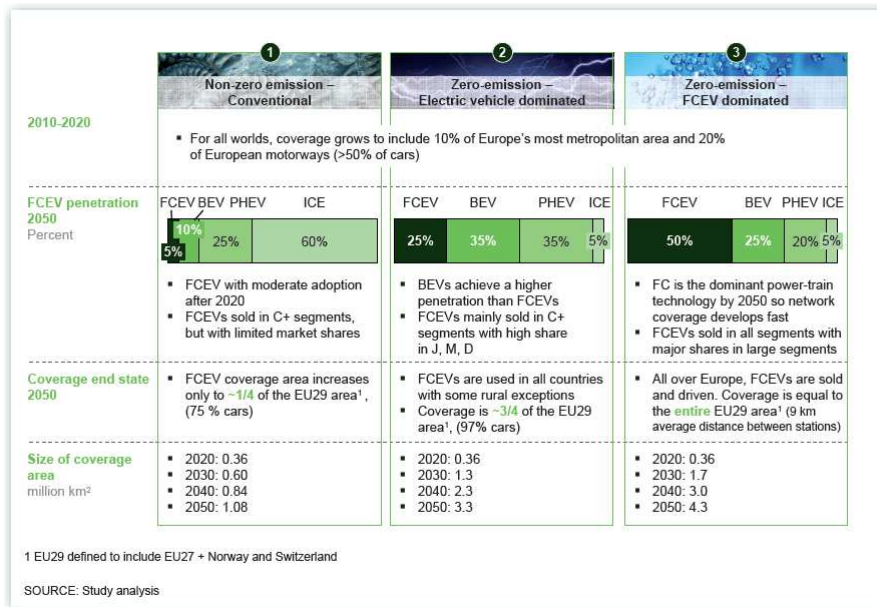 1
2
3
Non-zero emission –
Conventional
Zero-emission –
Electric vehicle dominated
Zero-emission –
FCEV dominated
2010-2020
▪ For all worlds, coverage grows to include 10% of Europe's most metropolitan area and 20%
of European motorways (>50% of cars)
FCEV penetration
2050
Percent
FCEV BEV PHEV ICE
5% 10% 25% 60%
▪ FCEV with moderate adoption
after 2020
▪ FCEVs sold in C+ segments,
but with limited market shares
FCEV BEV PHEV ICE
25% 35% 35% 5%
▪ BEVs achieve a higher
penetration than FCEVs
▪ FCEVs mainly sold in C+
segments with high share
in J, M, D
FCEV BEV PHEV ICE
50% 25% 20% 5%
▪ FC is the dominant power-train
technology by 2050 so network
coverage develops fast
▪ FCEVs sold in all segments with
major shares in large segments
Coverage end state
2050
▪ FCEV coverage area increases
only to ~1/4 of the EU29 area¹,
(75 % cars)
▪ FCEVs are used in all countries
with some rural exceptions
▪ Coverage is ~3/4 of the EU29
area¹, (97% cars)
▪ All over Europe, FCEVs are sold
and driven. Coverage is equal to
the entire EU29 area¹ (9 km
average distance between stations)
Size of coverage
area
million km²
▪ 2020: 0.36
▪ 2030: 0.60
▪ 2040: 0.84
▪ 2050: 1.08
▪ 2020: 0.36
▪ 2030: 1.3
▪ 2040: 2.3
▪ 2050: 3.3
▪ 2020: 0.36
▪ 2030: 1.7
▪ 2040: 3.0
▪ 2050: 4.3
1 EU29 defined to include EU27 + Norway and Switzerland
SOURCE: Study analysis